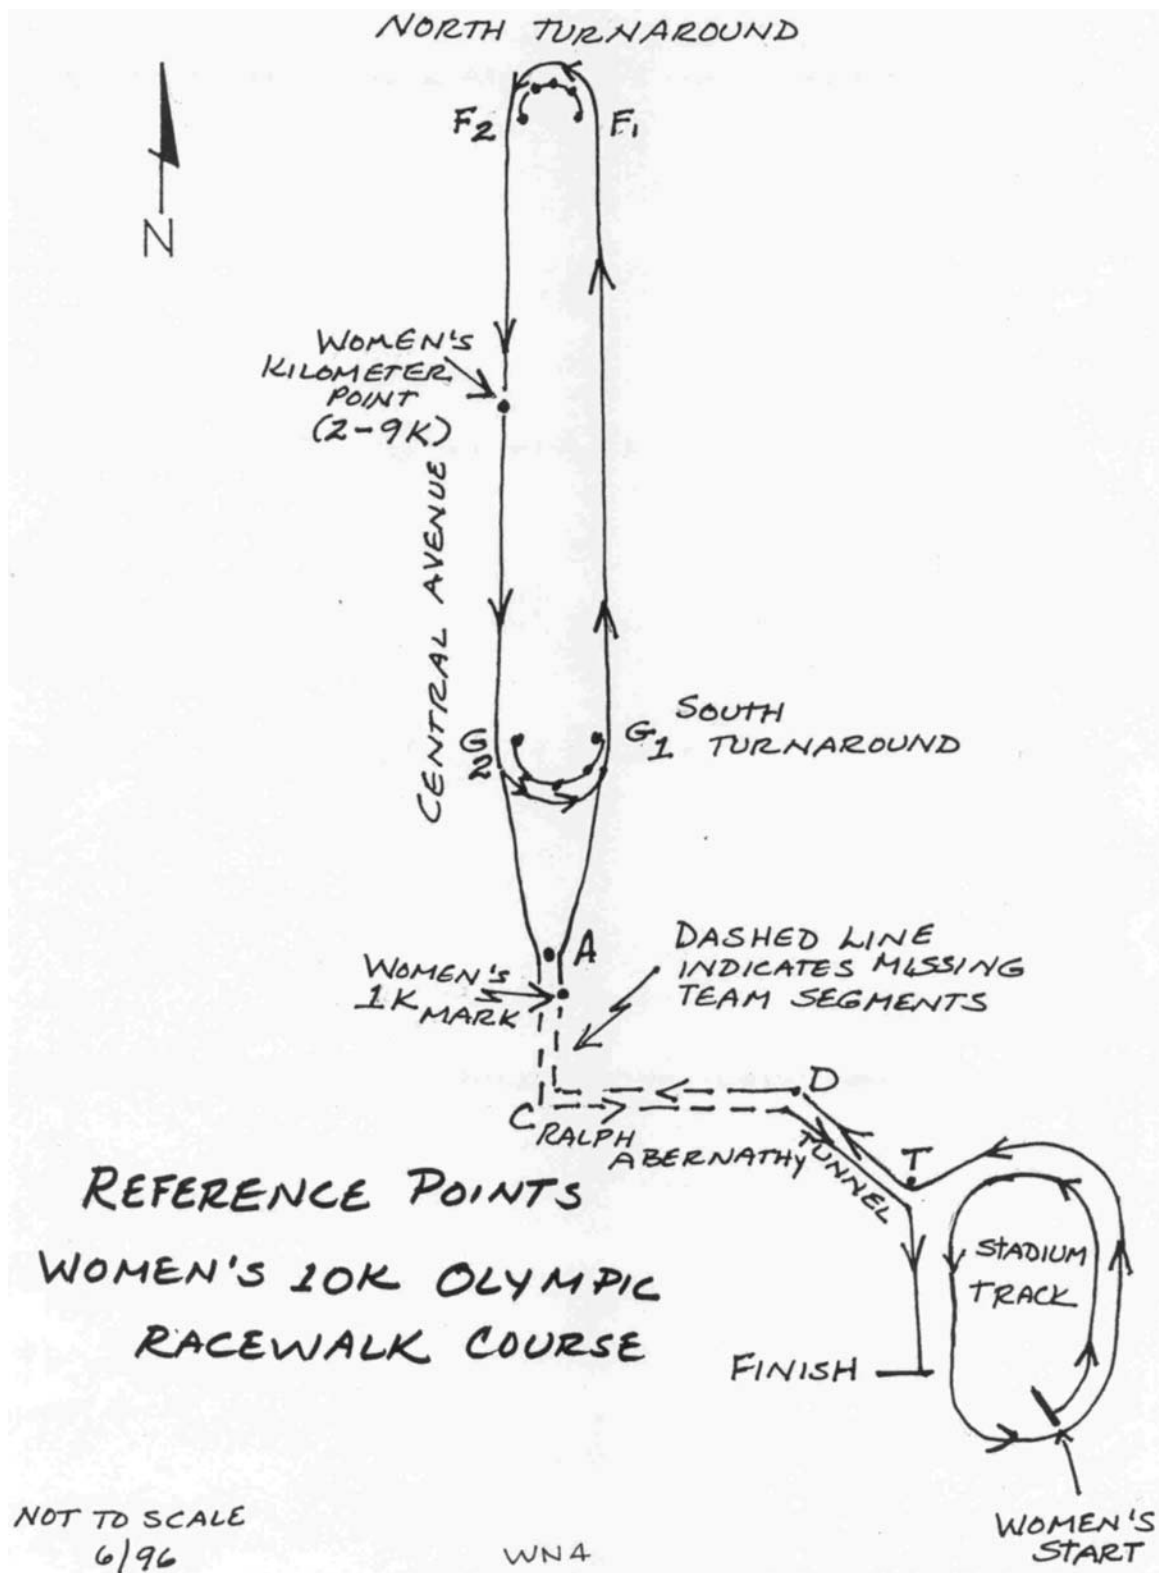 NORTH TURNAROUND
F2
F1
N
WOMEN'S
KILOMETER
POINT
(2-9K)
CENTRAL AVENUE
G
2
G1
SOUTH
TURNAROUND
A
WOMEN'S
1K MARK
DASHED LINE
INDICATES MISSING
TEAM SEGMENTS
D
C
RALPH
ABERNATHY
TUNNEL
T
STADIUM
TRACK
REFERENCE POINTS
WOMEN'S 10K OLYMPIC
RACEWALK COURSE
FINISH
NOT TO SCALE
6/96
WN4
WOMEN'S
START